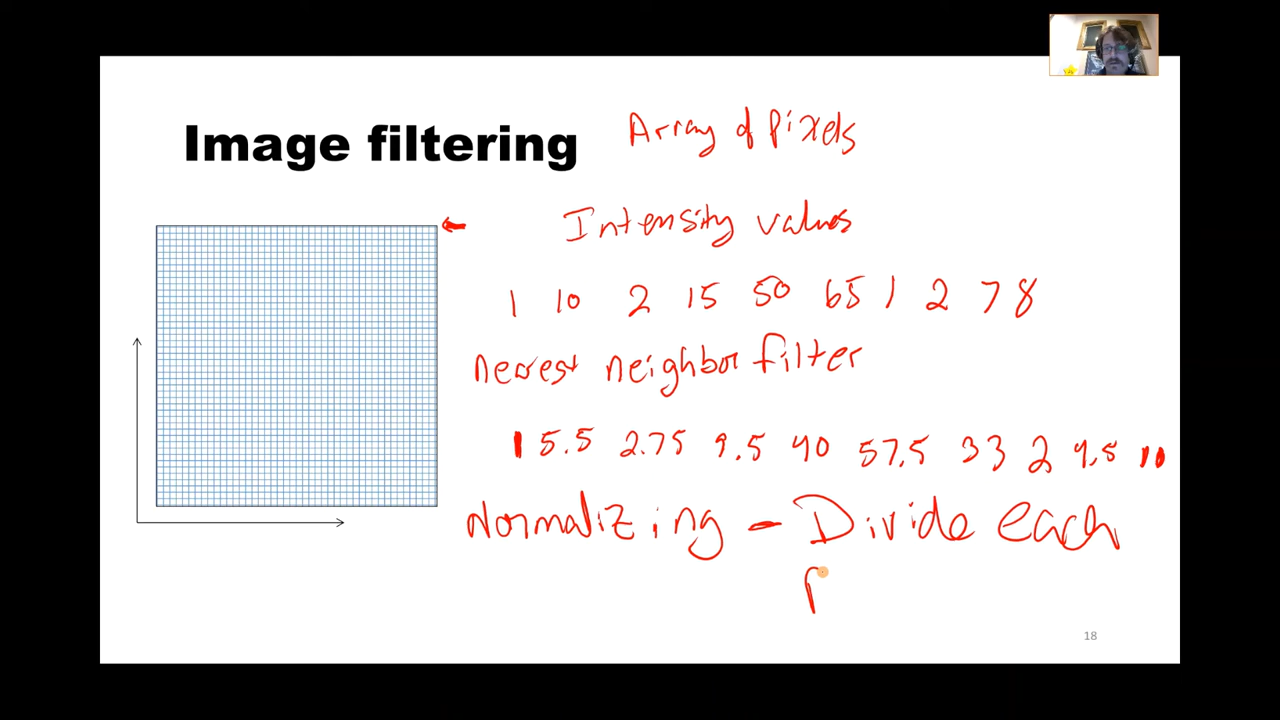 Image filtering Array of Pixels
Intensity values
1 10 2 15 50 65 1 2 7 8
nearest neighbor filter
1 5.5 2.75 9.5 40 57.5 33 2 9.5 10
Normalizing - Divide each
18